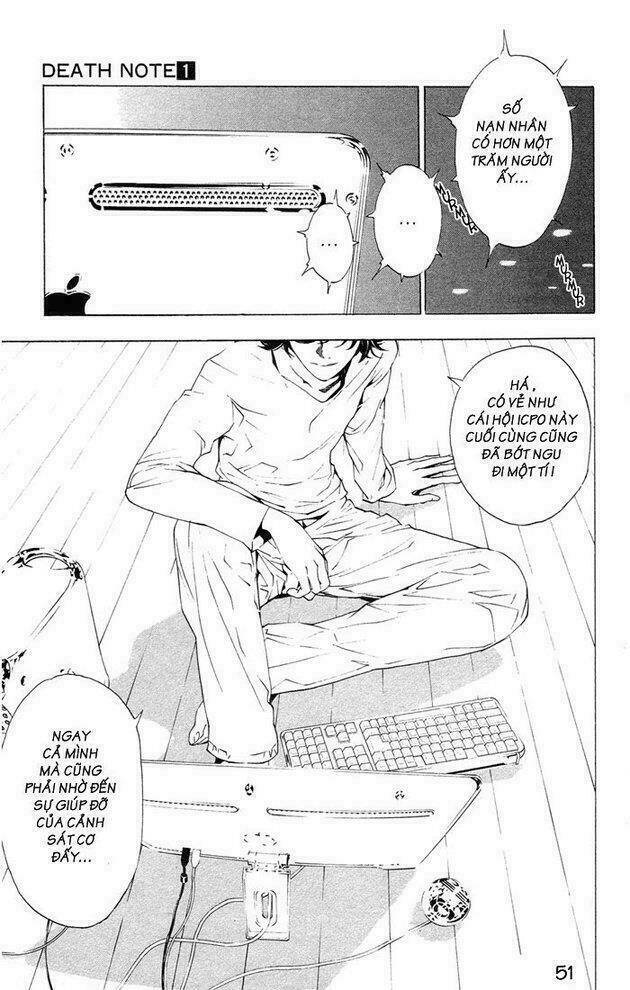 DEATH NOTE 1
SỐ
NẠN NHÂN
CÓ HƠN MỘT
TRĂM NGƯỜI
ẤY...
MURMUR
MURMUR
...
...
HÁ,
CÓ VẺ NHƯ
CÁI HỘI ICPO NÀY
CUỐI CÙNG CŨNG
ĐÃ BỚT NGU
ĐI MỘT TÍ!
NGAY
CẢ MÌNH
MÀ CŨNG
PHẢI NHỜ ĐẾN
SỰ GIÚP ĐỠ
CỦA CẢNH
SÁT CƠ
ĐẤY...
51